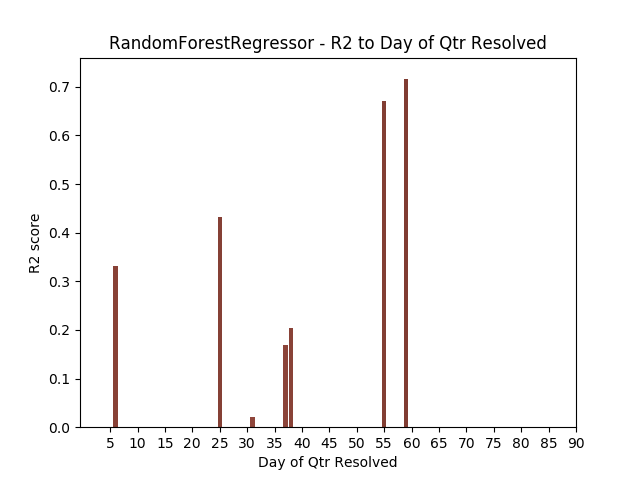 RandomForestRegressor - R2 to Day of Qtr Resolved
0.7
0.6
0.5
0.4
0.3
0.2
0.1
0.0
R2 score
5 10 15 20 25 30 35 40 45 50 55 60 65 70 75 80 85 90
Day of Qtr Resolved